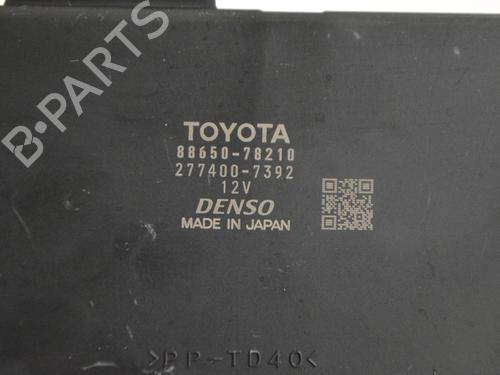 TOYOTA
88650-78210
277400-7392
12V
DENSO
MADE IN JAPAN
>PP-TD40<
B-PARTS